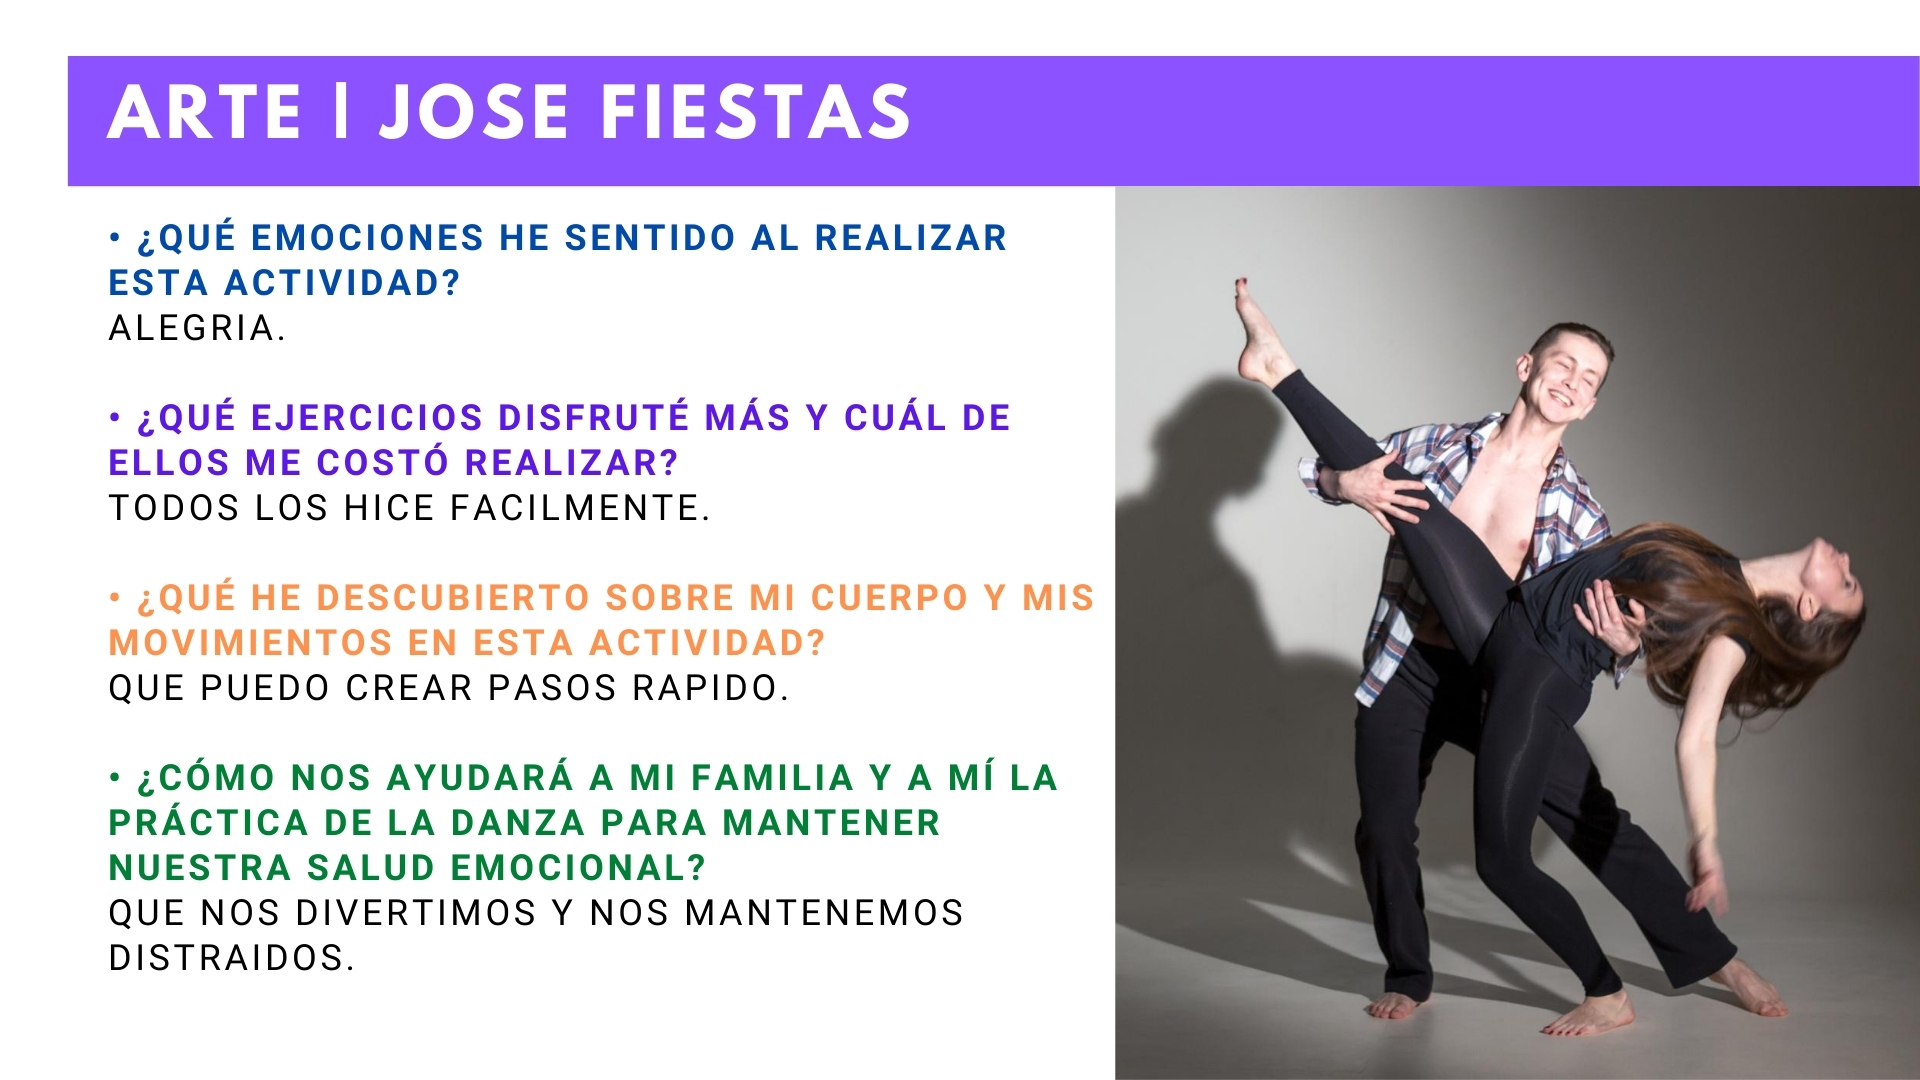 ARTE | JOSE FIESTAS
• ¿QUÉ EMOCIONES HE SENTIDO AL REALIZAR
ESTA ACTIVIDAD?
ALEGRIA.
• ¿QUÉ EJERCICIOS DISFRUTÉ MÁS Y CUÁL DE
ELLOS ME COSTÓ REALIZAR?
TODOS LOS HICE FACILMENTE.
• ¿QUÉ HE DESCUBIERTO SOBRE MI CUERPO Y MIS
MOVIMIENTOS EN ESTA ACTIVIDAD?
QUE PUEDO CREAR PASOS RAPIDO.
• ¿CÓMO NOS AYUDARÁ A MI FAMILIA Y A MÍ LA
PRÁCTICA DE LA DANZA PARA MANTENER
NUESTRA SALUD EMOCIONAL?
QUE NOS DIVERTIMOS Y NOS MANTENEMOS
DISTRAIDOS.